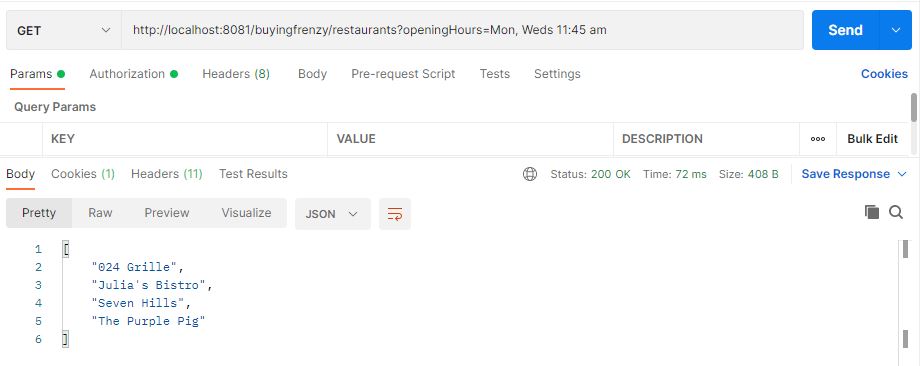 GET http://localhost:8081/buyingfrenzy/restaurants?openingHours=Mon, Weds 11:45 am Send
Params Authorization Headers (8) Body Pre-request Script Tests Settings Cookies
Query Params
KEY VALUE DESCRIPTION Bulk Edit
Body Cookies (1) Headers (11) Test Results Status: 200 OK Time: 72 ms Size: 408 B Save Response
Pretty Raw Preview Visualize JSON
1 [
2 "024 Grille",
3 "Julia's Bistro",
4 "Seven Hills",
5 "The Purple Pig"
6 ]